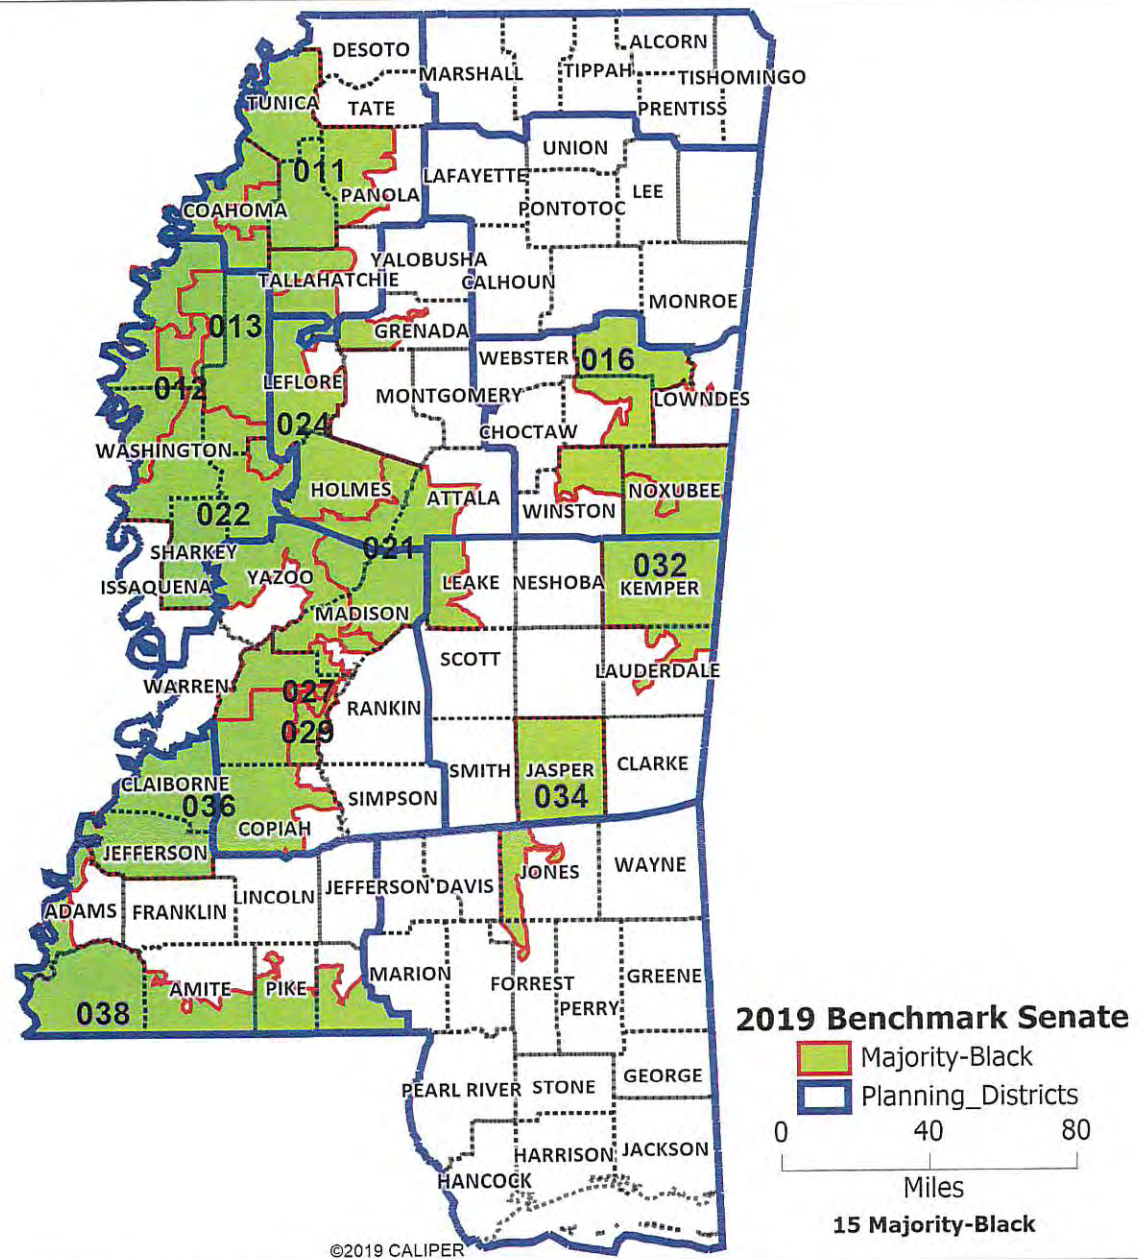 DESOTO
MARSHALL
TIPPAH
ALCORN
TISHOMINGO
PRENTISS
TUNICA
TATE
UNION
011
PANOLA
LAFAYETTE
PONTOTOC
LEE
COAHOMA
YALOBUSHA
CALHOUN
TALLAHATCHIE
MONROE
013
GRENADA
WEBSTER
016
012
LEFLORE
MONTGOMERY
LOWNDES
024
CHOCTAW
WASHINGTON
HOLMES
ATTALA
NOXUBEE
WINSTON
022
SHARKEY
021
ISSAQUENA
YAZOO
LEAKE
NESHOBA
032
KEMPER
MADISON
SCOTT
LAUDERDALE
WARREN
027
RANKIN
029
SMITH
JASPER
034
CLARKE
CLAIBORNE
036
SIMPSON
COPIAH
JEFFERSON
JONES
WAYNE
LINCOLN
JEFFERSON DAVIS
ADAMS
FRANKLIN
MARION
AMITE
PIKE
FORREST
GREENE
PERRY
038
PEARL RIVER
STONE
GEORGE
HARRISON
JACKSON
HANCOCK
2019 Benchmark Senate
Majority-Black
Planning_Districts
0 40 80
Miles
15 Majority-Black
©2019 CALIPER